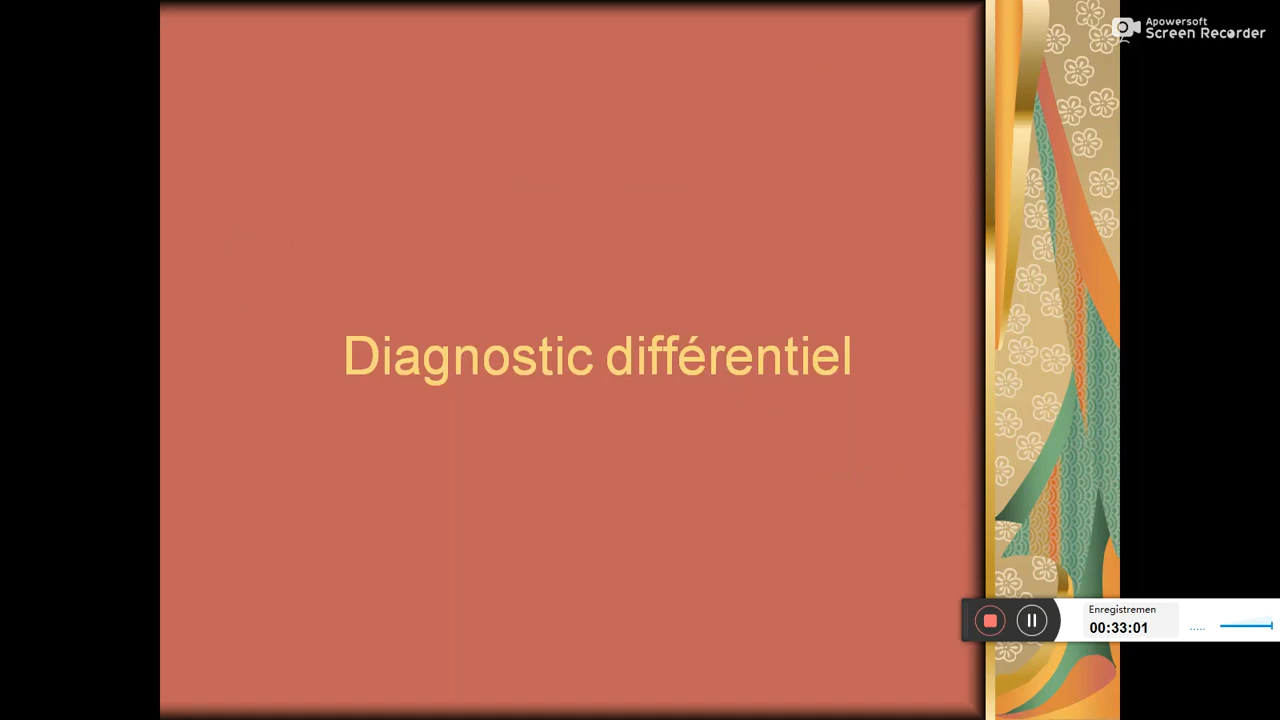 Apowersoft
Screen Recorder
Diagnostic différentiel
Enregistremen
00:33:01